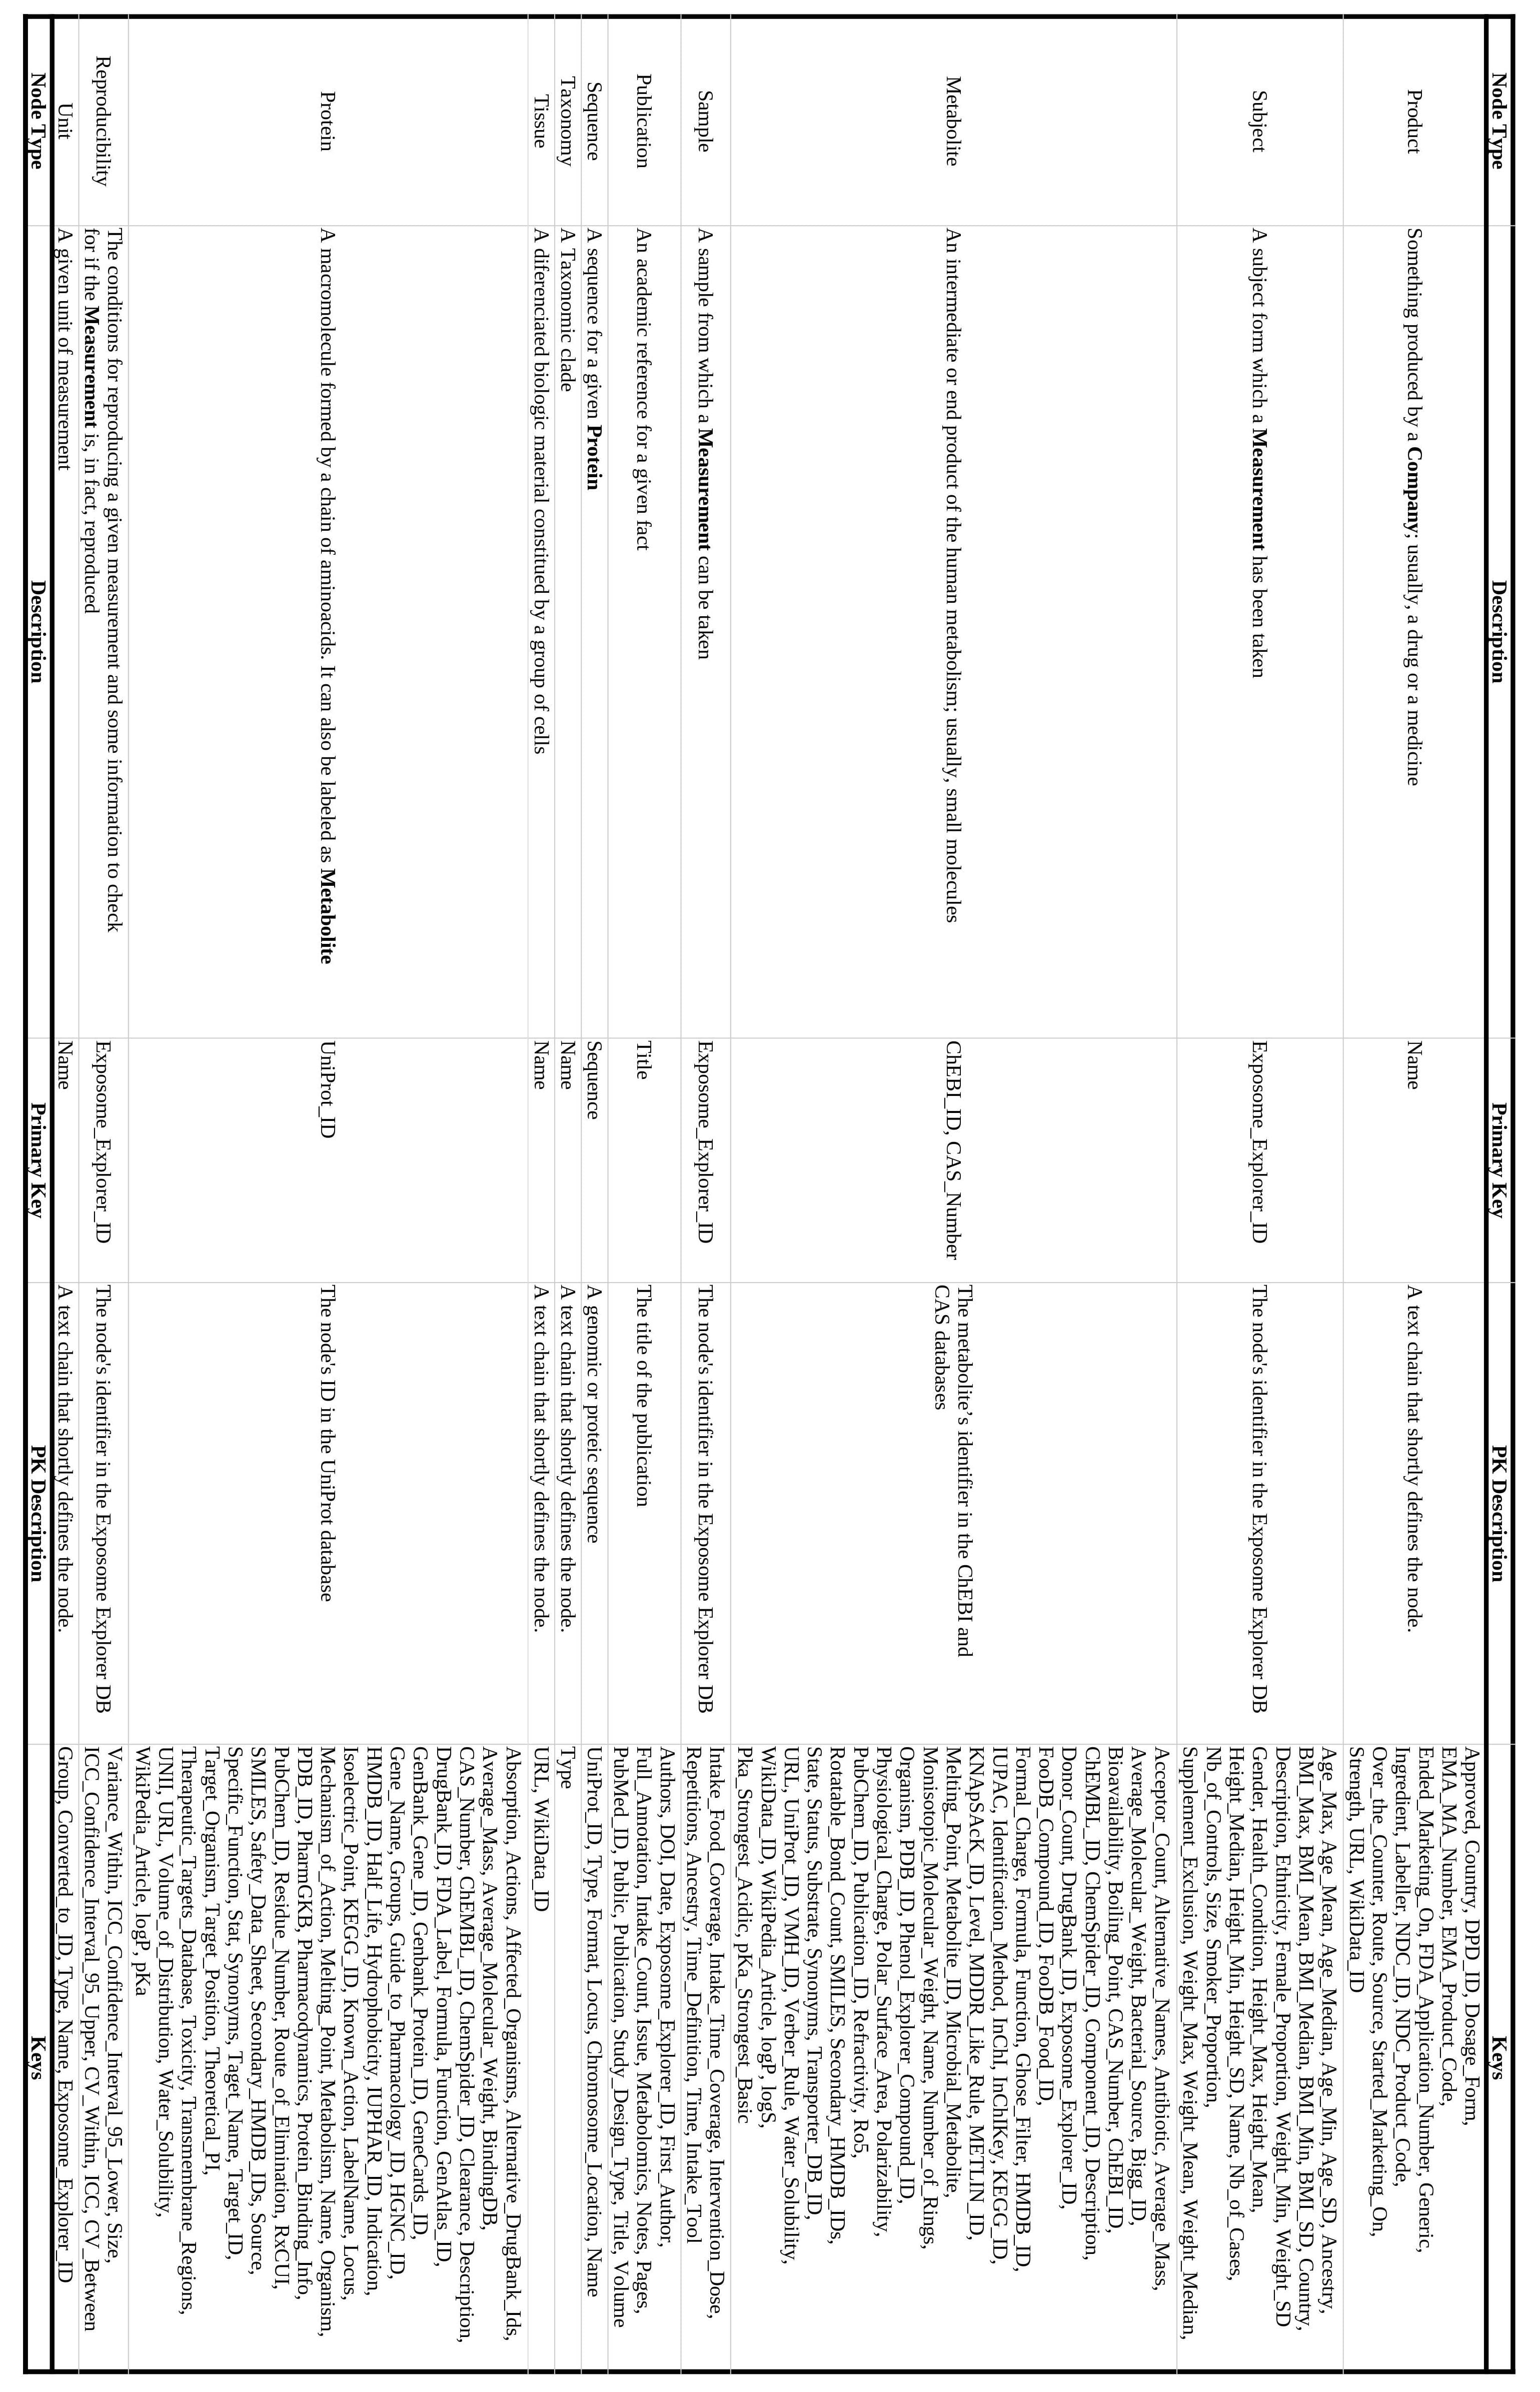 Node Type
Description
Primary Key
PK Description
Keys
Product
Something produced by a Company; usually, a drug or a medicine
Name
A text chain that shortly defines the node.
Approved, Country, DPD_ID, Dosage_Form,
EMA_MA_Number, EMA_Product_Code,
Ended_Marketing_On, FDA_Application_Number, Generic,
Ingredient, Labeller, NDC_ID, NDC_Product_Code,
Over_the_Counter, Route, Source, Started_Marketing_On,
Strength, URL, WikiData_ID
Subject
A subject form which a Measurement has been taken
Exposome_Explorer_ID
The node's identifier in the Exposome Explorer DB
Age_Max, Age_Mean, Age_Median, Age_Min, Age_SD, Ancestry,
BMI_Max, BMI_Mean, BMI_Median, BMI_Min, BMI_SD, Country,
Description, Ethnicity, Female_Proportion, Weight_Min, Weight_SD
Gender, Health_Condition, Height_Max, Height_Mean,
Height_Median, Height_Min, Height_SD, Name, Nb_of_Cases,
Nb_of_Controls, Size, Smoker_Proportion,
Supplement_Exclusion, Weight_Max, Weight_Mean, Weight_Median,
Metabolite
An intermediate or end product of the human metabolism; usually, small molecules
ChEBI_ID, CAS_Number
The metabolite’s identifier in the ChEBI and
CAS databases
Acceptor_Count, Alternative_Names, Antibiotic, Average_Mass,
Average_Molecular_Weight, Bacterial_Source, Bigg_ID,
Bioavailability, Boiling_Point, CAS_Number, ChEBI_ID,
ChEMBL_ID, ChemSpider_ID, Component_ID, Description,
Donor_Count, DrugBank_ID, Exposome_Explorer_ID,
FooDB_Compound_ID, FooDB_Food_ID,
Formal_Charge, Formula, Function, Ghose_Filter, HMDB_ID,
IUPAC, Identification_Method, InChI, InChIKey, KEGG_ID,
KNApSAcK_ID, Level, MDDR_Like_Rule, METLIN_ID,
Melting_Point, Metabolite_ID, Microbial_Metabolite,
Monisotopic_Molecular_Weight, Name, Number_of_Rings,
Organism, PDB_ID, Phenol_Explorer_Compound_ID,
Physiological_Charge, Polar_Surface_Area, Polarizability,
PubChem_ID, Publication_ID, Refractivity, Ro5,
Rotatable_Bond_Count, SMILES, Secondary_HMDB_IDs,
State, Status, Substrate, Synonyms, Transporter_DB_ID,
URL, UniProt_ID, VMH_ID, Verber_Rule, Water_Solubility,
WikiData_ID, WikiPedia_Article, logP, logS,
Pka_Strongest_Acidic, pKa_Strongest_Basic
Sample
A sample from which a Measurement can be taken
Exposome_Explorer_ID
The node's identifier in the Exposome Explorer DB
Intake_Food_Coverage, Intake_Time_Coverage, Intervention_Dose,
Repetitions, Ancestry, Time_Definition, Time, Intake_Tool
Publication
An academic reference for a given fact
Title
The title of the publication
Authors, DOI, Date, Exposome_Explorer_ID, First_Author,
Full_Annotation, Intake_Count, Issue, Metabolomics, Notes, Pages,
PubMed_ID, Public, Publication, Study_Design_Type, Title, Volume
Sequence
A sequence for a given Protein
Sequence
A genomic or proteic sequence
UniProt_ID, Type, Format, Locus, Chromosome_Location, Name
Taxonomy
A Taxonomic clade
Name
A text chain that shortly defines the node.
Type
Tissue
A diferenciated biologic material constitued by a group of cells
Name
A text chain that shortly defines the node.
URL, WikiData_ID
Protein
A macromolecule formed by a chain of aminoacids. It can also be labeled as Metabolite
UniProt_ID
The node's ID in the UniProt database
Absorption, Actions, Affected_Organisms, Alternative_DrugBank_Ids,
Average_Mass, Average_Molecular_Weight, BindingDB,
CAS_Number, ChEMBL_ID, ChemSpider_ID, Clearance, Description,
DrugBank_ID, FDA_Label, Formula, Function, GenAtlas_ID,
GenBank_Gene_ID, Genbank_Protein_ID, GeneCards_ID,
Gene_Name, Groups, Guide_to_Pharmacology_ID, HGNC_ID,
HMDB_ID, Half_Life, Hydrophobicity, IUPHAR_ID, Indication,
Isoelectric_Point, KEGG_ID, Known_Action, LabelName, Locus,
Mechanism_of_Action, Melting_Point, Metabolism, Name, Organism,
PDB_ID, PharmGKB, Pharmacodynamics, Protein_Binding_Info,
PubChem_ID, Residue_Number, Route_of_Elimination, RxCUI,
SMILES, Safety_Data_Sheet, Secondary_HMDB_IDs, Source,
Specific_Function, Stat, Synonyms, Taget_Name, Target_ID,
Target_Organism, Target_Position, Theoretical_PI,
Therapeutic_Targets_Database, Toxicity, Transmembrane_Regions,
UNII, URL, Volume_of_Distribution, Water_Solubility,
WikiPedia_Article, logP, pKa
Reproducibility
The conditions for reproducing a given measurement and some information to check
for if the Measurement is, in fact, reproduced
Exposome_Explorer_ID
The node's identifier in the Exposome Explorer DB
Variance_Within, ICC_Confidence_Interval_95_Lower, Size,
ICC_Confidence_Interval_95_Upper, CV_Within, ICC, CV_Between
Unit
A given unit of measurement
Name
A text chain that shortly defines the node.
Group, Converted_to_ID, Type, Name, Exposome_Explorer_ID
Node Type
Description
Primary Key
PK Description
Keys